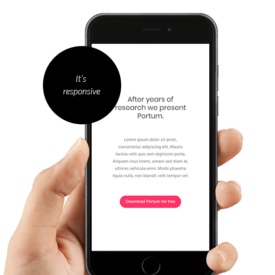 It's
responsive
After years of
research we present
Portum.
Lorem ipsum dolor sit amet,
consectetur adipiscing elit. Mauris
lacinia velit quis sem dignissim porta.
Aliquam risus lorem, ornare sed diam at,
ultrices vehicula enim. Morbi pharetra
ligula nulla, non blandit velit tempor vel.
Download Portum for free